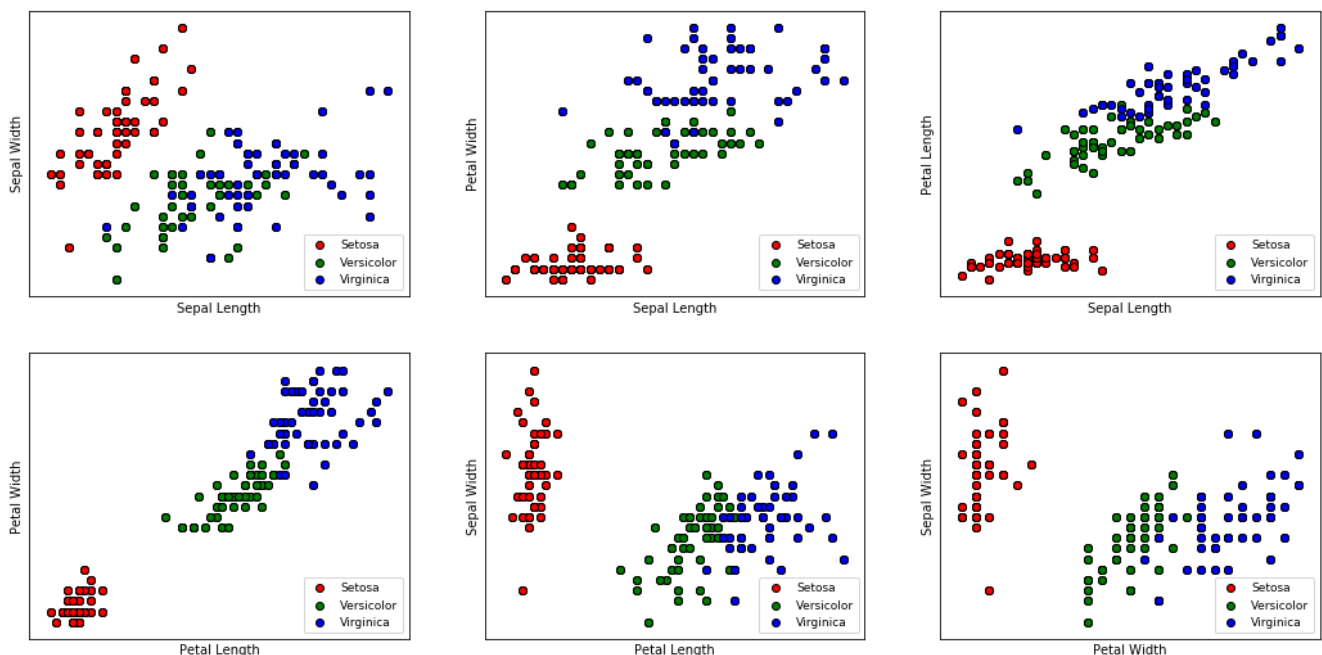 Sepal Width
Setosa
Versicolor
Virginica
Sepal Length
Petal Width
Setosa
Versicolor
Virginica
Sepal Length
Petal Length
Setosa
Versicolor
Virginica
Sepal Length
Petal Width
Setosa
Versicolor
Virginica
Petal Length
Sepal Width
Setosa
Versicolor
Virginica
Petal Length
Sepal Width
Setosa
Versicolor
Virginica
Petal Width